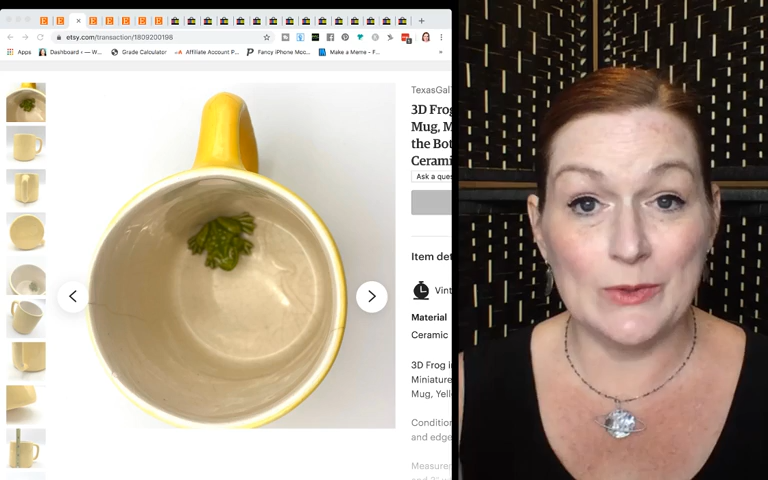 etsy.com/transaction/1809200198
Apps
Dashboard ‹ — W...
Grade Calculator
Affiliate Account P...
Fancy iPhone Moc...
Make a Meme - F...
»
3D Frog
Mug, M
the Bot
Cerami
Ask a ques
Item det
Vint
Material
Ceramic
3D Frog i
Miniature
Mug, Yell
Condition
and edge
Measurem